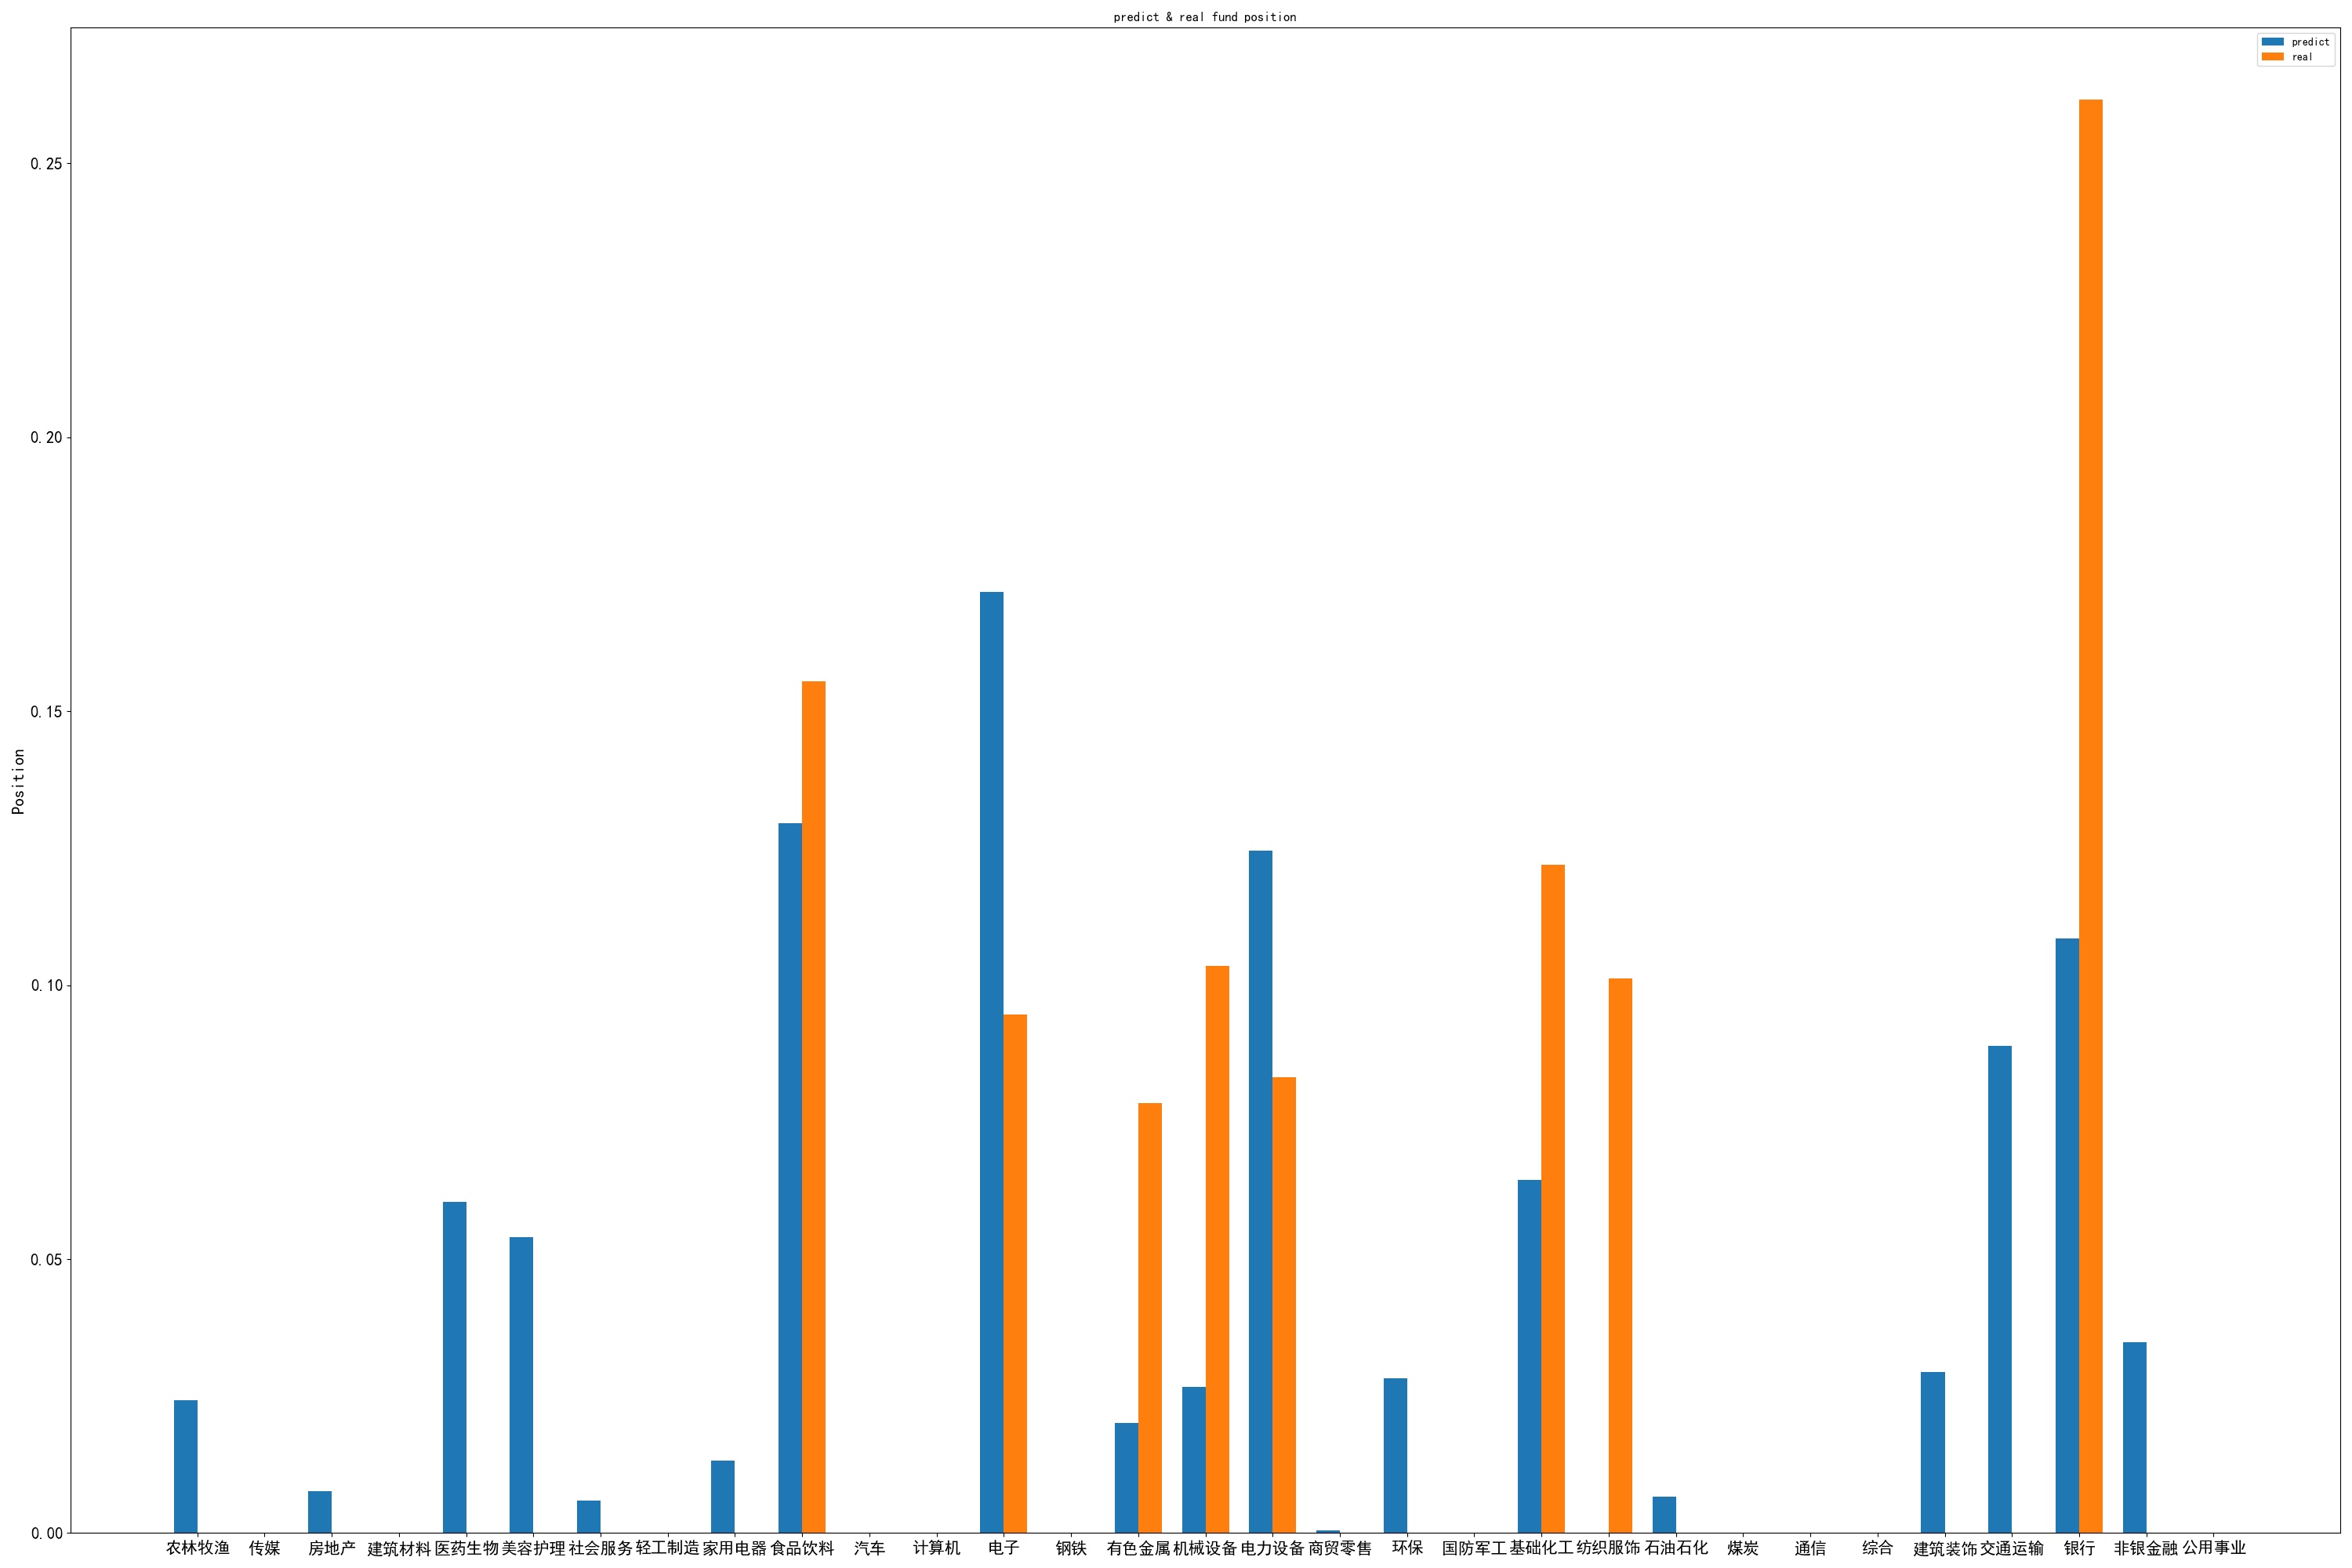 predict & real fund position
predict
real
0.25
0.20
0.15
0.10
0.05
0.00
Position
农林牧渔 传媒 房地产 建筑材料 医药生物 美容护理 社会服务 轻工制造 家用电器 食品饮料 汽车 计算机 电子 钢铁 有色金属 机械设备 电力设备 商贸零售 环保 国防军工 基础化工 纺织服饰 石油石化 煤炭 通信 综合 建筑装饰 交通运输 银行 非银金融 公用事业